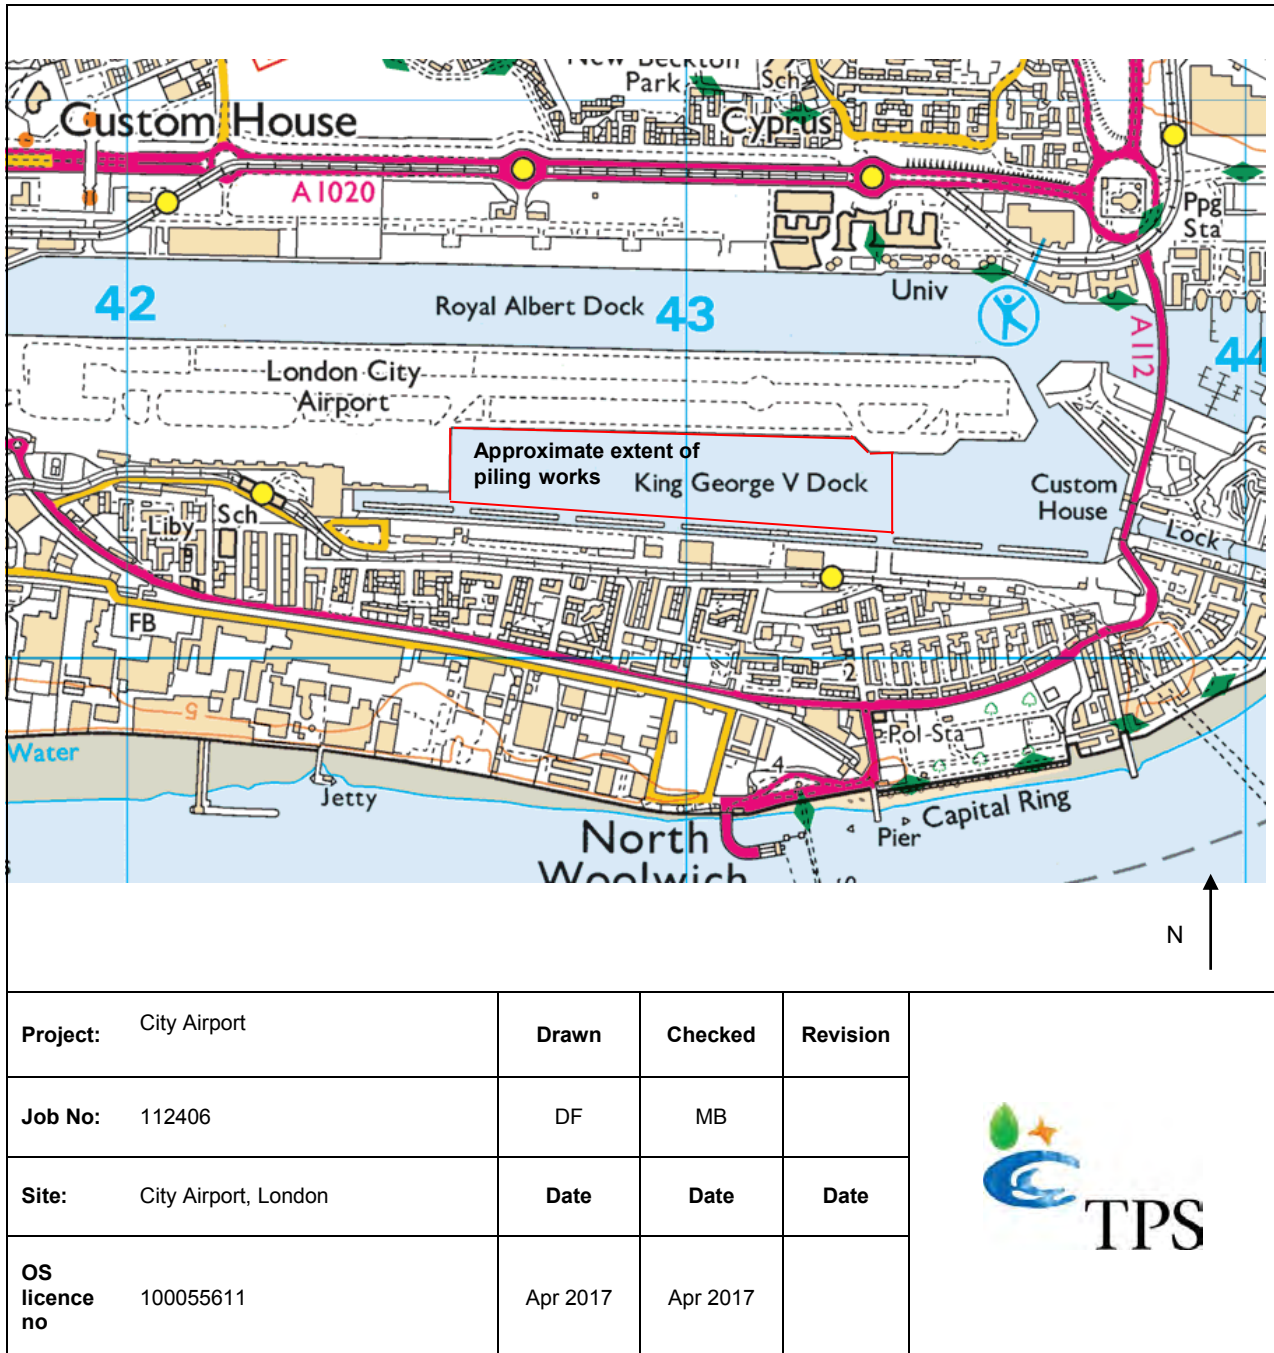 New Beckton
Park
Sch
Custom House
Cyprus
A1020
Ppg
Sta
Univ
42
Royal Albert Dock
43
A112
44
London City
Airport
Approximate extent of
piling works
King George V Dock
Custom
House
Lock
Sch
Liby
FB
2
5
Pol Sta
Water
4
Jetty
Capital Ring
Pier
North
Woolwich
N
Project: City Airport
Drawn Checked Revision
Job No: 112406
DF MB
Site: City Airport, London
Date Date Date
OS
licence
no
100055611
Apr 2017 Apr 2017
TPS